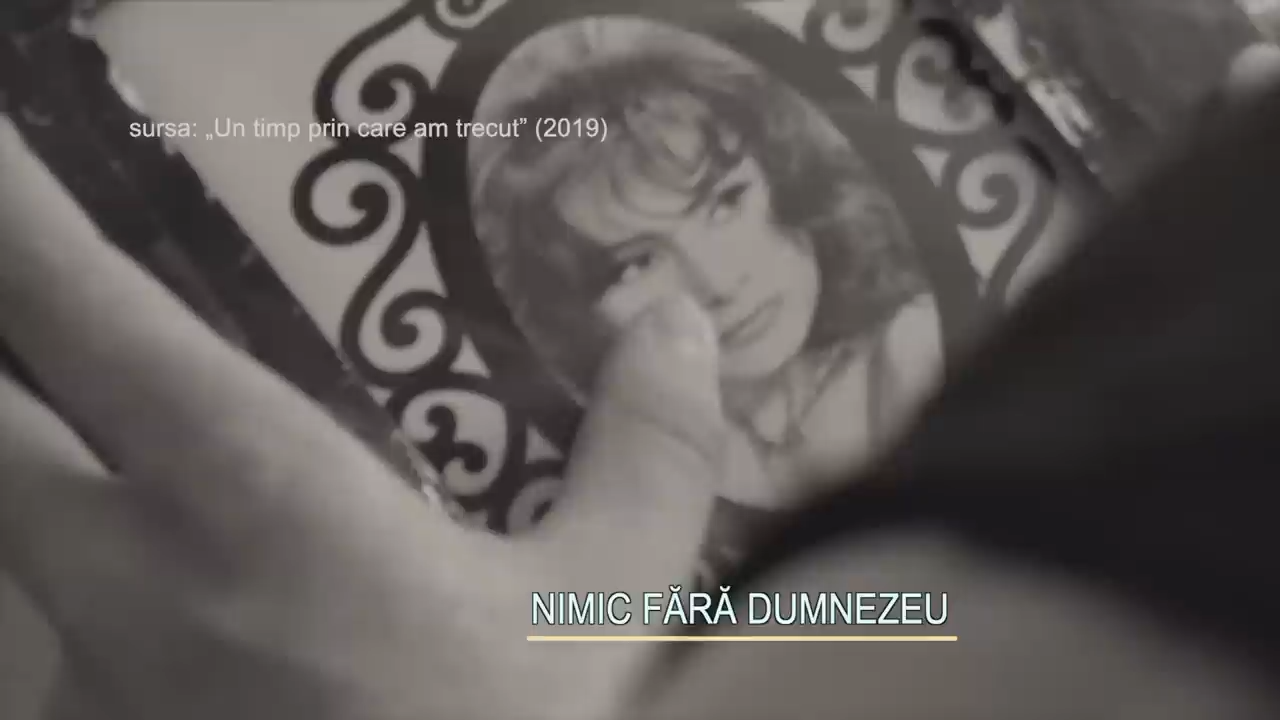 sursa: „Un timp prin care am trecut” (2019)
NIMIC FĂRĂ DUMNEZEU